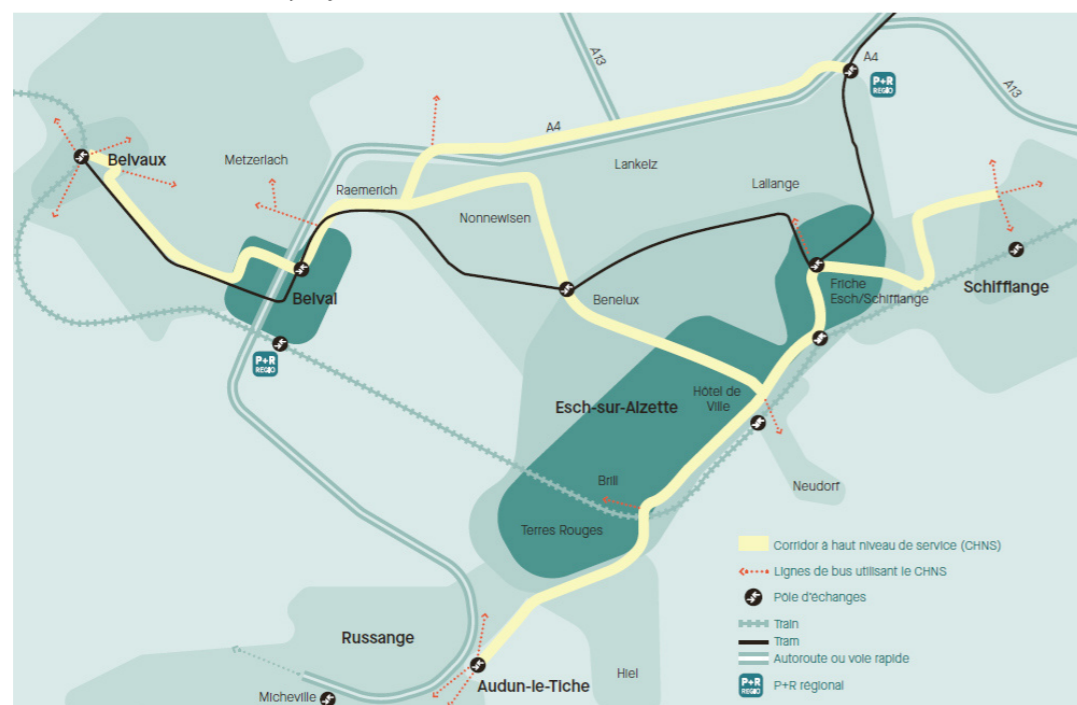 A4
P+R
REGIO
A13
A13
A4
Belvaux
Metzerlach
Lankelz
Raemerich
Lallange
Nonnewisen
Belval
Benelux
Friche
Esch/Schifflange
Schifflange
P+R
REGIO
Esch-sur-Alzette
Hôtel de
Ville
Brill
Neudorf
Terres Rouges
Corridor à haut niveau de service (CHNS)
Lignes de bus utilisant le CHNS
Pôle d'échanges
Train
Tram
Autoroute ou voie rapide
P+R
REGIO
P+R régional
Russange
Hiel
Audun-le-Tiche
Micheville